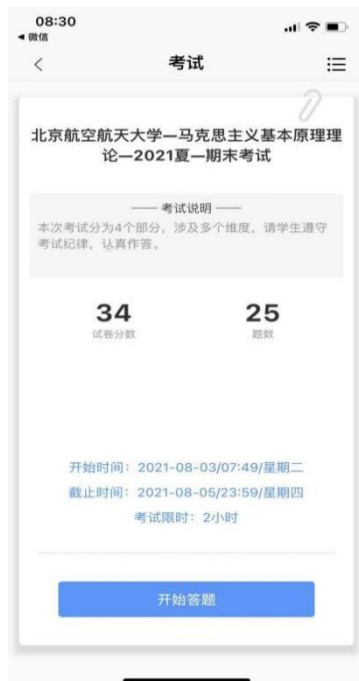 08:30
微信
考试
北京航空航天大学—马克思主义基本原理理
论—2021夏—期末考试
考试说明
本次考试分为4个部分，涉及多个维度，请学生遵守
考试纪律，认真作答。
34
试卷分数
25
题数
开始时间：2021-08-03/07:49/星期二
截止时间：2021-08-05/23:59/星期四
考试限时：2小时
开始答题